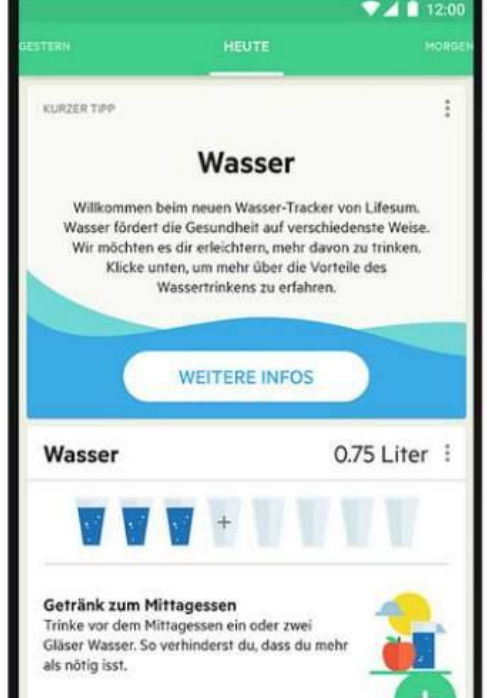 12:00
GESTERN HEUTE MORGEN
KURZER TIPP
Wasser
Willkommen beim neuen Wasser-Tracker von Lifesum.
Wasser fördert die Gesundheit auf verschiedenste Weise.
Wir möchten es dir erleichtern, mehr davon zu trinken.
Klicke unten, um mehr über die Vorteile des
Wassertrinkens zu erfahren.
WEITERE INFOS
Wasser 0.75 Liter
+
Getränk zum Mittagessen
Trinke vor dem Mittagessen ein oder zwei
Gläser Wasser. So verhinderst du, dass du mehr
als nötig isst.